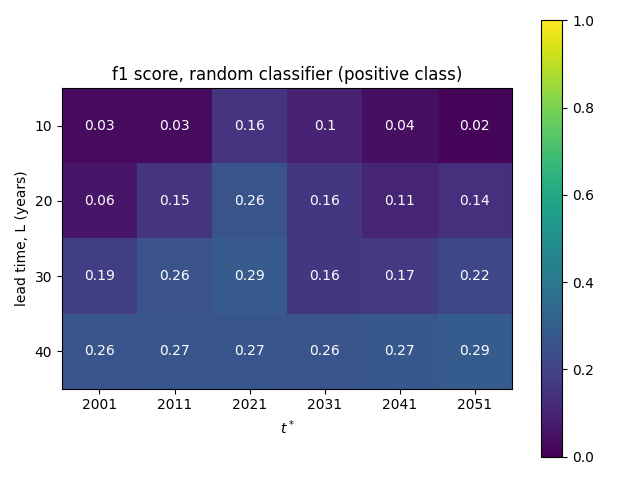 f1 score, random classifier (positive class)
lead time, L (years)
10 0.03 0.03 0.16 0.1 0.04 0.02
20 0.06 0.15 0.26 0.16 0.11 0.14
30 0.19 0.26 0.29 0.16 0.17 0.22
40 0.26 0.27 0.27 0.26 0.27 0.29
2001 2011 2021 2031 2041 2051
t*
1.0
0.8
0.6
0.4
0.2
0.0